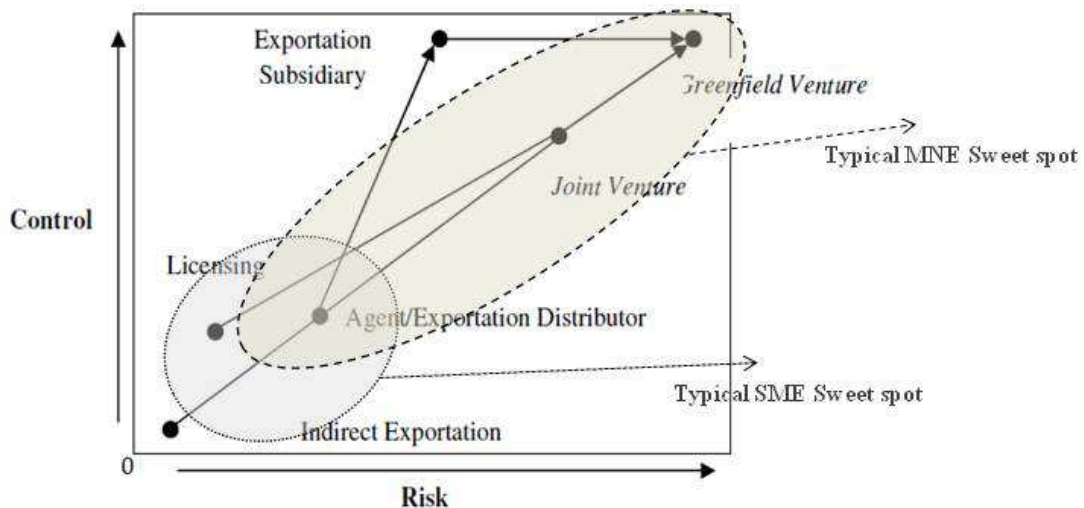 Exportation
Subsidiary
Greenfield Venture
Typical MNE Sweet spot
Joint Venture
Control
Licensing
Agent/Exportation Distributor
Typical SME Sweet spot
Indirect Exportation
0
Risk